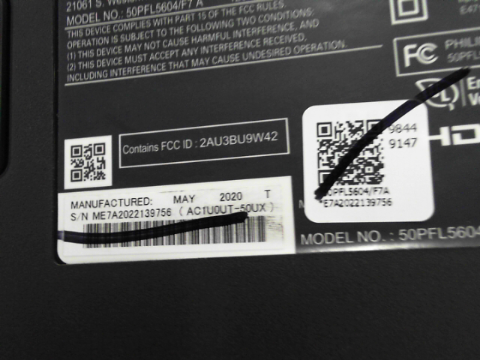 21061 S. Weste
MODEL NO.: 50PFL5604/F7 A
THIS DEVICE COMPLIES WITH PART 15 OF THE FCC RULES.
OPERATION IS SUBJECT TO THE FOLLOWING TWO CONDITIONS:
(1) THIS DEVICE MAY NOT CAUSE HARMFUL INTERFERENCE, AND
(2) THIS DEVICE MUST ACCEPT ANY INTERFERENCE RECEIVED,
INCLUDING INTERFERENCE THAT MAY CAUSE UNDESIRED OPERATION.
FC
PHILI
50PFL5
Contains FCC ID : 2AU3BU9W42
9844
9147
HD
50PFL5604/F7A
ME7A2022139756
MANUFACTURED: MAY 2020 T
S/N ME7A2022139756 (AC1U0UT-50UX)
MODEL NO.: 50PFL5604